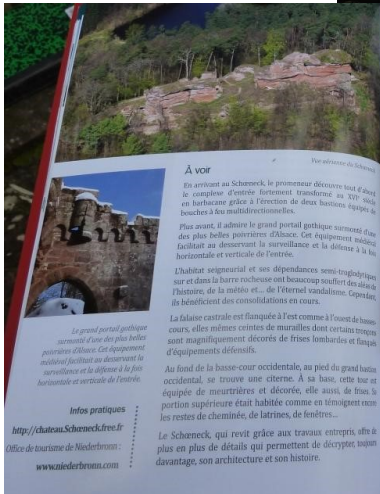 Vue aérienne du Schœneck
À voir
En arrivant au Schœneck, le promeneur découvre tout d'abord
le complexe d'entrée fortement transformé au XVIe siècle
en barbacane grâce à l'érection de deux bastions équipés de
bouches à feu multidirectionnelles.
Plus avant, il admire le grand portail gothique surmonté d'une
des plus belles poivrières d'Alsace. Cet équipement médiéval
facilitait au desservant la surveillance et la défense à la fois
horizontale et verticale de l'entrée.
L'habitat seigneurial et ses dépendances semi-troglodytiques
sur et dans la barre rocheuse ont beaucoup souffert des aléas de
l'histoire, de la météo et... de l'éternel vandalisme. Cependant,
ils bénéficient des consolidations en cours.
La falaise castrale est flanquée à l'est comme à l'ouest de basses-
cours, elles mêmes ceintes de murailles dont certains tronçons
sont magnifiquement décorés de frises lombardes et flanqués
d'équipements défensifs.
Au fond de la basse-cour occidentale, au pied du grand bastion
occidental, se trouve une citerne. À sa base, cette tour est
équipée de meurtrières et décorée, elle aussi, de frises. Sa
portion supérieure était habitée comme en témoignent encore
les restes de cheminée, de latrines, de fenêtres...
Le Schœneck, qui revit grâce aux travaux entrepris, offre de
plus en plus de détails qui permettent de décrypter, toujours
davantage, son architecture et son histoire.
Le grand portail gothique
surmonté d'une des plus belles
poivrières d'Alsace. Cet équipement
médiéval facilitait au desservant la
surveillance et la défense à la fois
horizontale et verticale de l'entrée.
Infos pratiques
http://chateau.Schœneck.free.fr
Office de tourisme de Niederbronn :
www.niederbronn.com